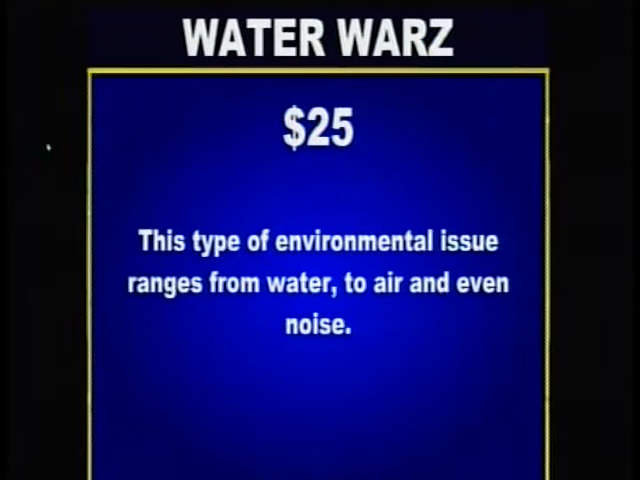 WATER WARZ
$25
This type of environmental issue
ranges from water, to air and even
noise.